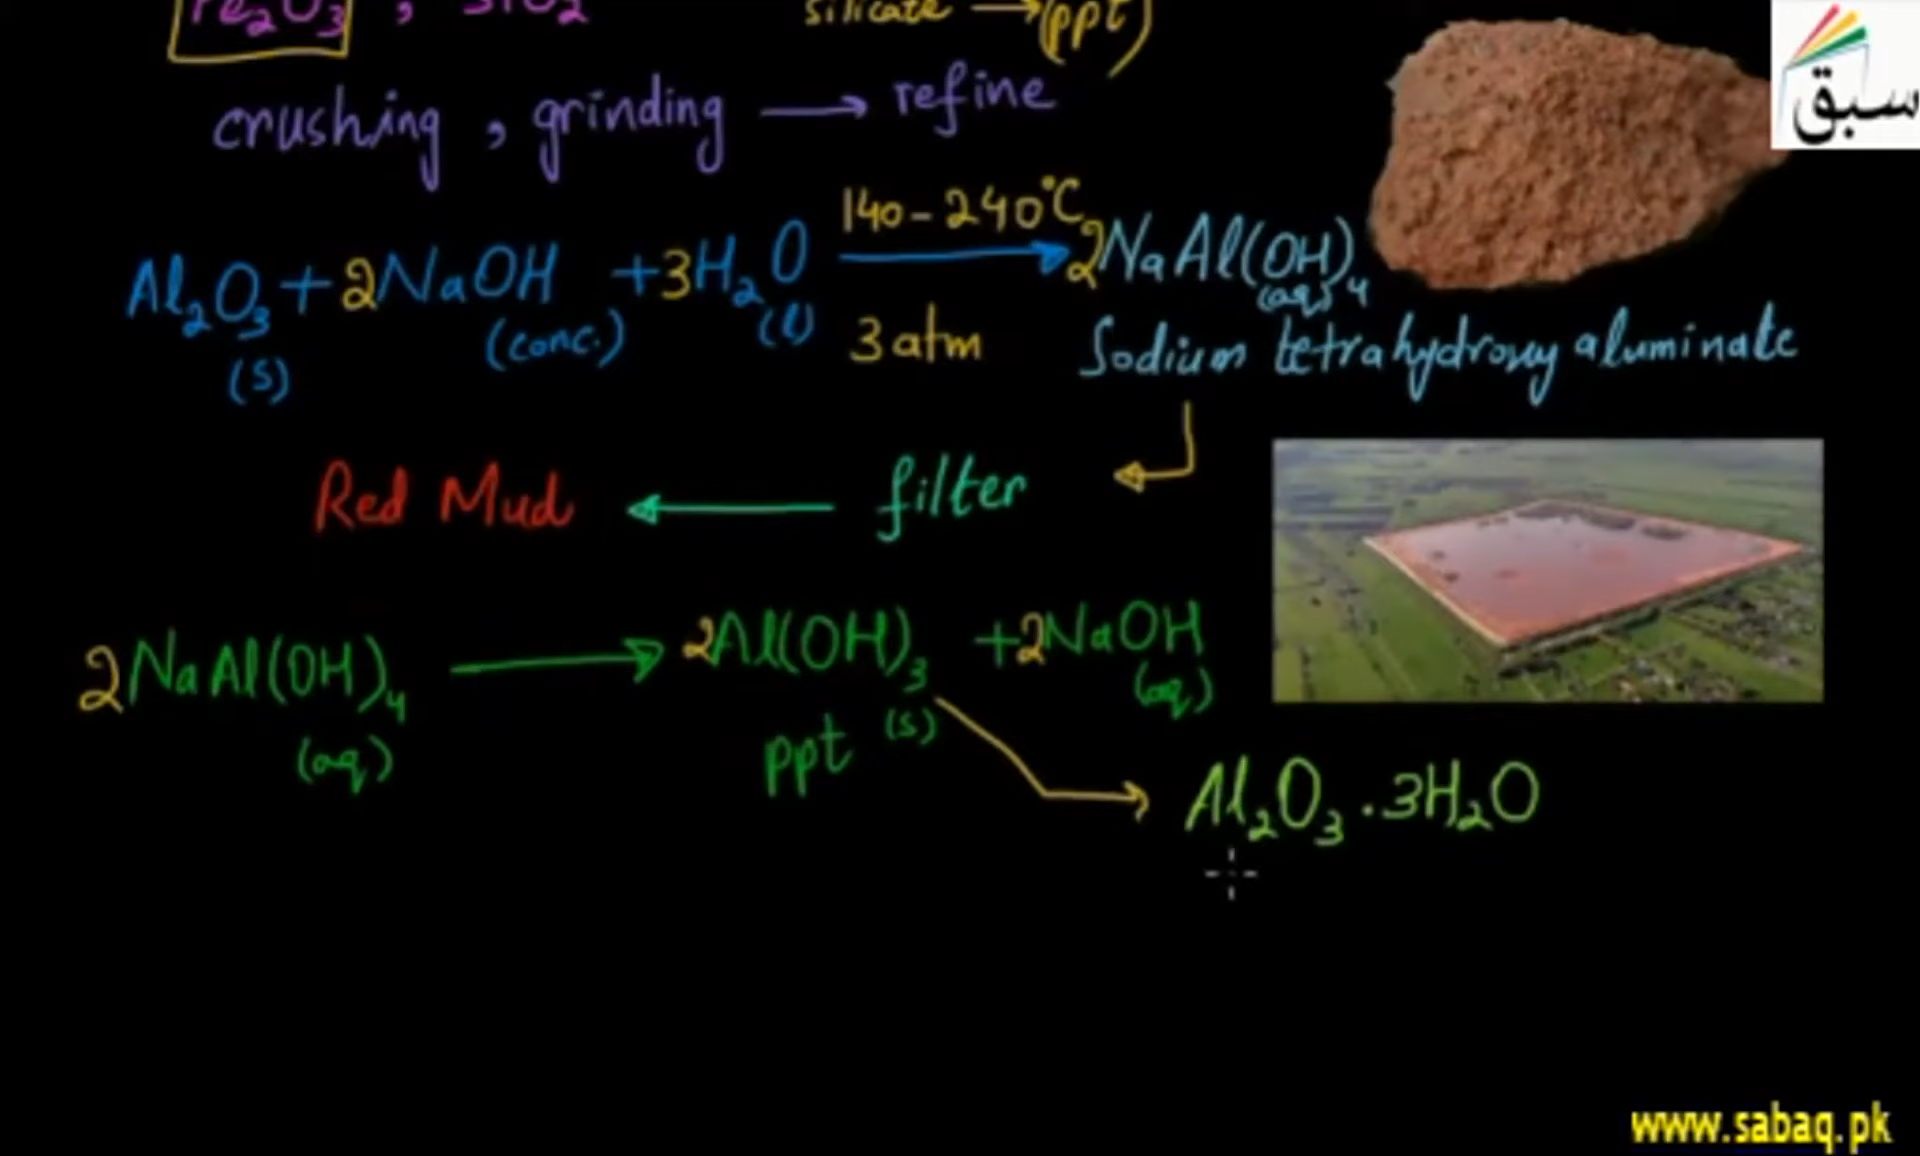 Fe₂O₃ , SiO₂ silicate → (ppt)
سبق
crushing , grinding → refine
140-240°C
Al₂O₃ + 2NaOH + 3H₂O → 2NaAl(OH)₄
(s) (conc.) (l) 3 atm (aq)
Sodium tetrahydroxy aluminate
Red Mud ← filter
2NaAl(OH)₄ → 2Al(OH)₃ + 2NaOH
(aq) ppt (s) (aq)
→ Al₂O₃ . 3H₂O
www.sabaq.pk